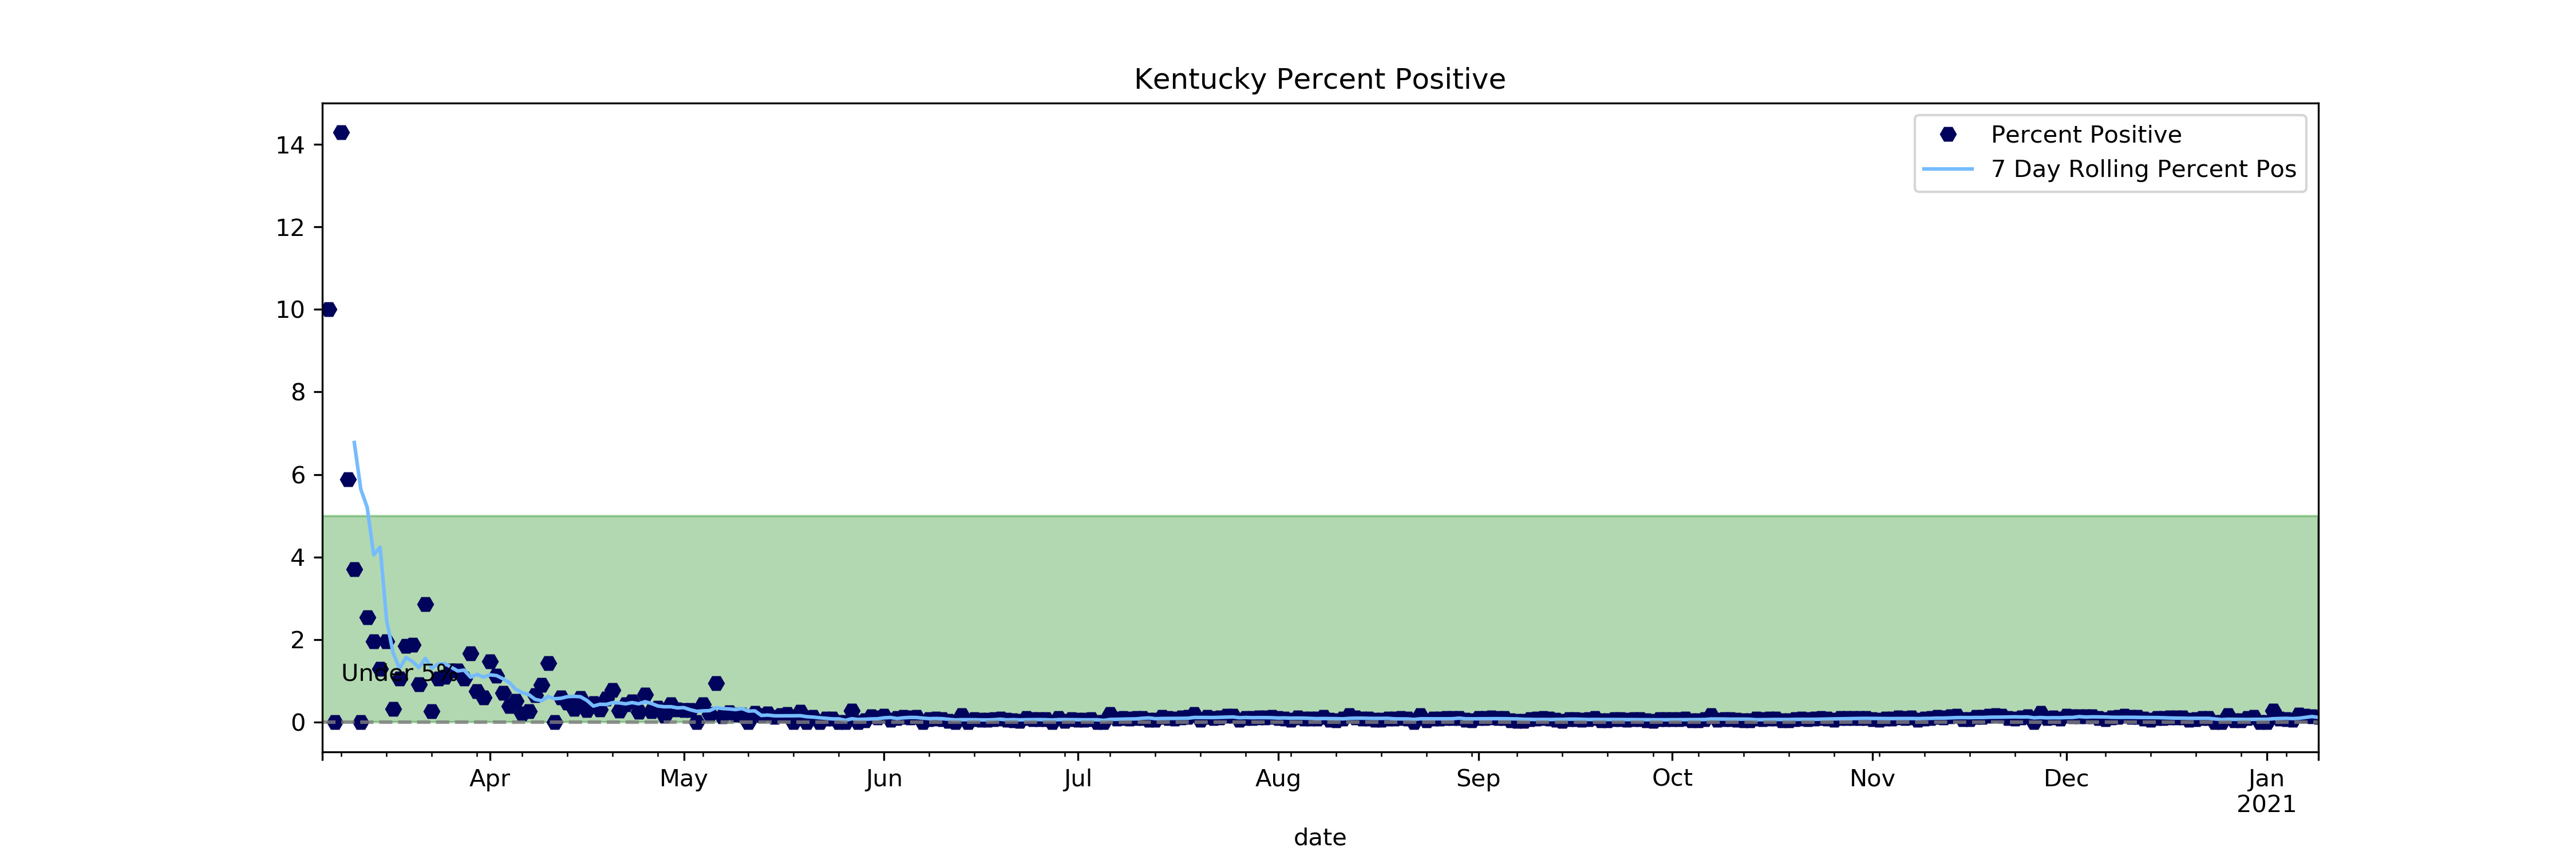 Kentucky Percent Positive
Percent Positive
7 Day Rolling Percent Pos
14
12
10
8
6
4
2
0
Under 5%
Apr
May
Jun
Jul
Aug
Sep
Oct
Nov
Dec
Jan
2021
date